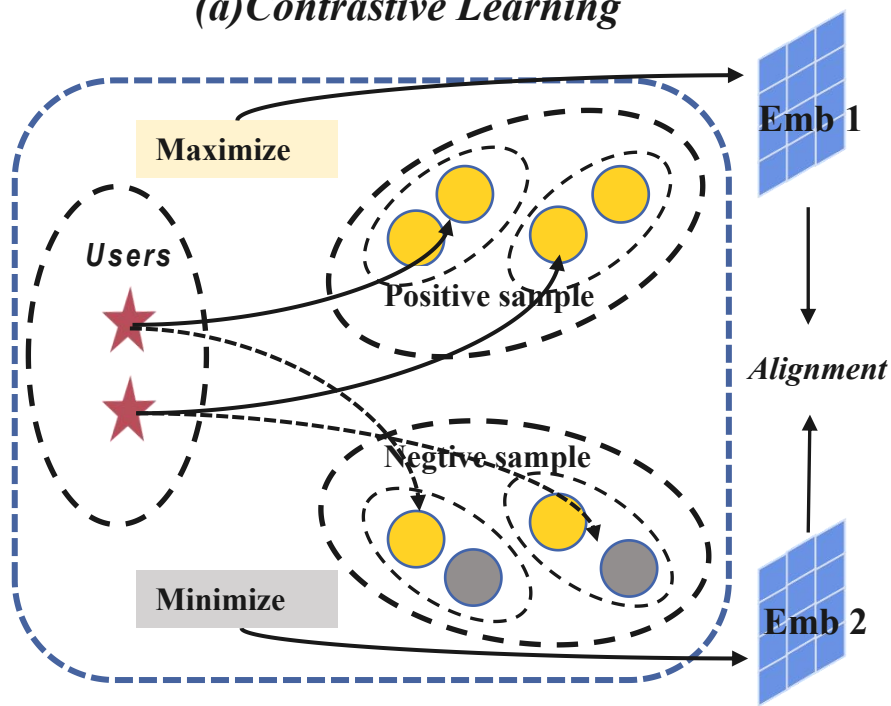 (a)Contrastive Learning
Emb 1
Maximize
Users
Positive sample
Alignment
Negtive sample
Minimize
Emb 2